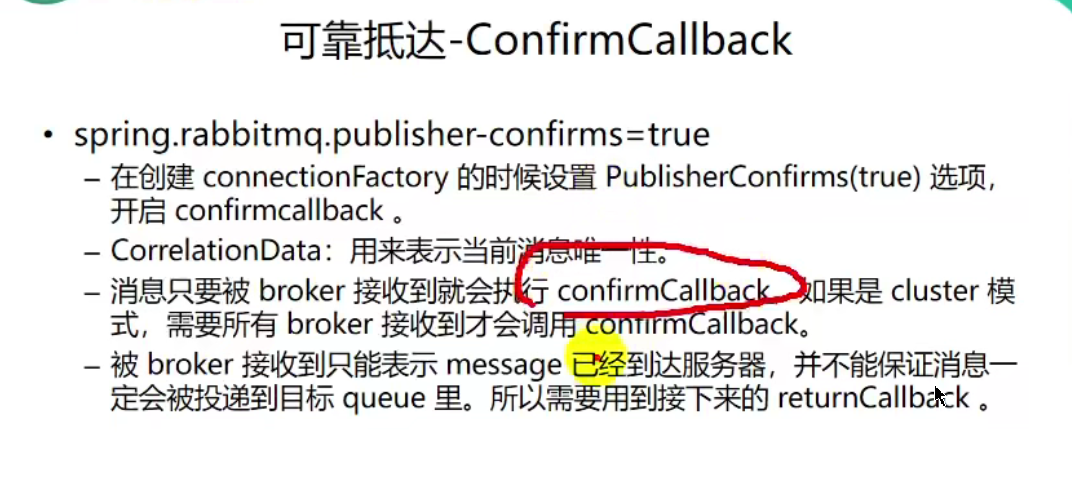 可靠抵达-ConfirmCallback
• spring.rabbitmq.publisher-confirms=true
– 在创建 connectionFactory 的时候设置 PublisherConfirms(true) 选项，
开启 confirmcallback 。
– CorrelationData：用来表示当前消息唯一性。
– 消息只要被 broker 接收到就会执行 confirmCallback，如果是 cluster 模
式，需要所有 broker 接收到才会调用 confirmCallback。
– 被 broker 接收到只能表示 message 已经到达服务器，并不能保证消息一
定会被投递到目标 queue 里。所以需要用到接下来的 returnCallback 。